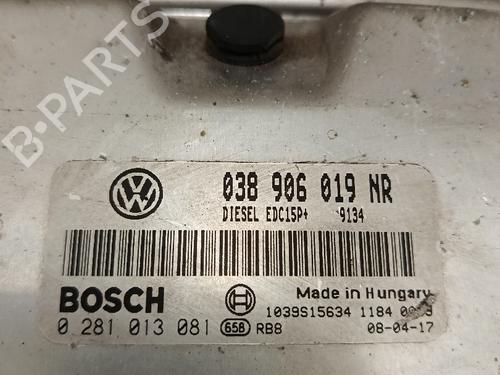 B-PARTS
038 906 019 NR
DIESEL EDC15P+ 9134
BOSCH
Made in Hungary
1039S15634 1184
0 281 013 081 658 RBB 08-04-17